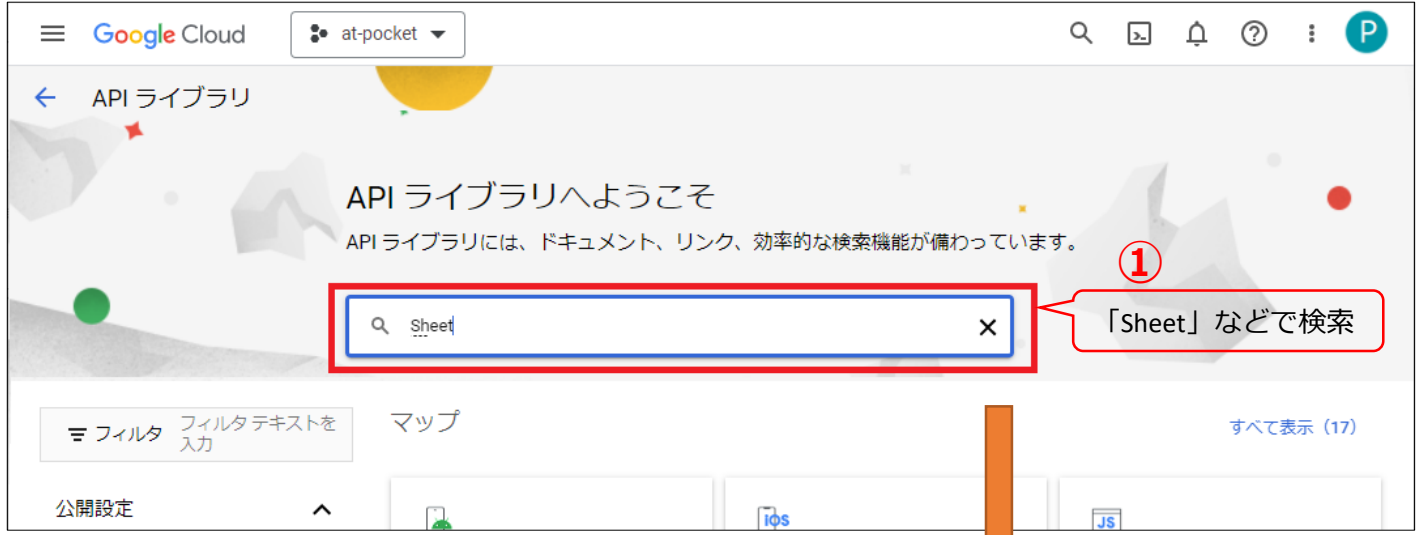 Google Cloud
at-pocket
P
API ライブラリ
API ライブラリへようこそ
API ライブラリには、ドキュメント、リンク、効率的な検索機能が備わっています。
①
Sheet
「Sheet」などで検索
フィルタ
フィルタ テキストを
入力
マップ
すべて表示（17）
公開設定
iOS
JS